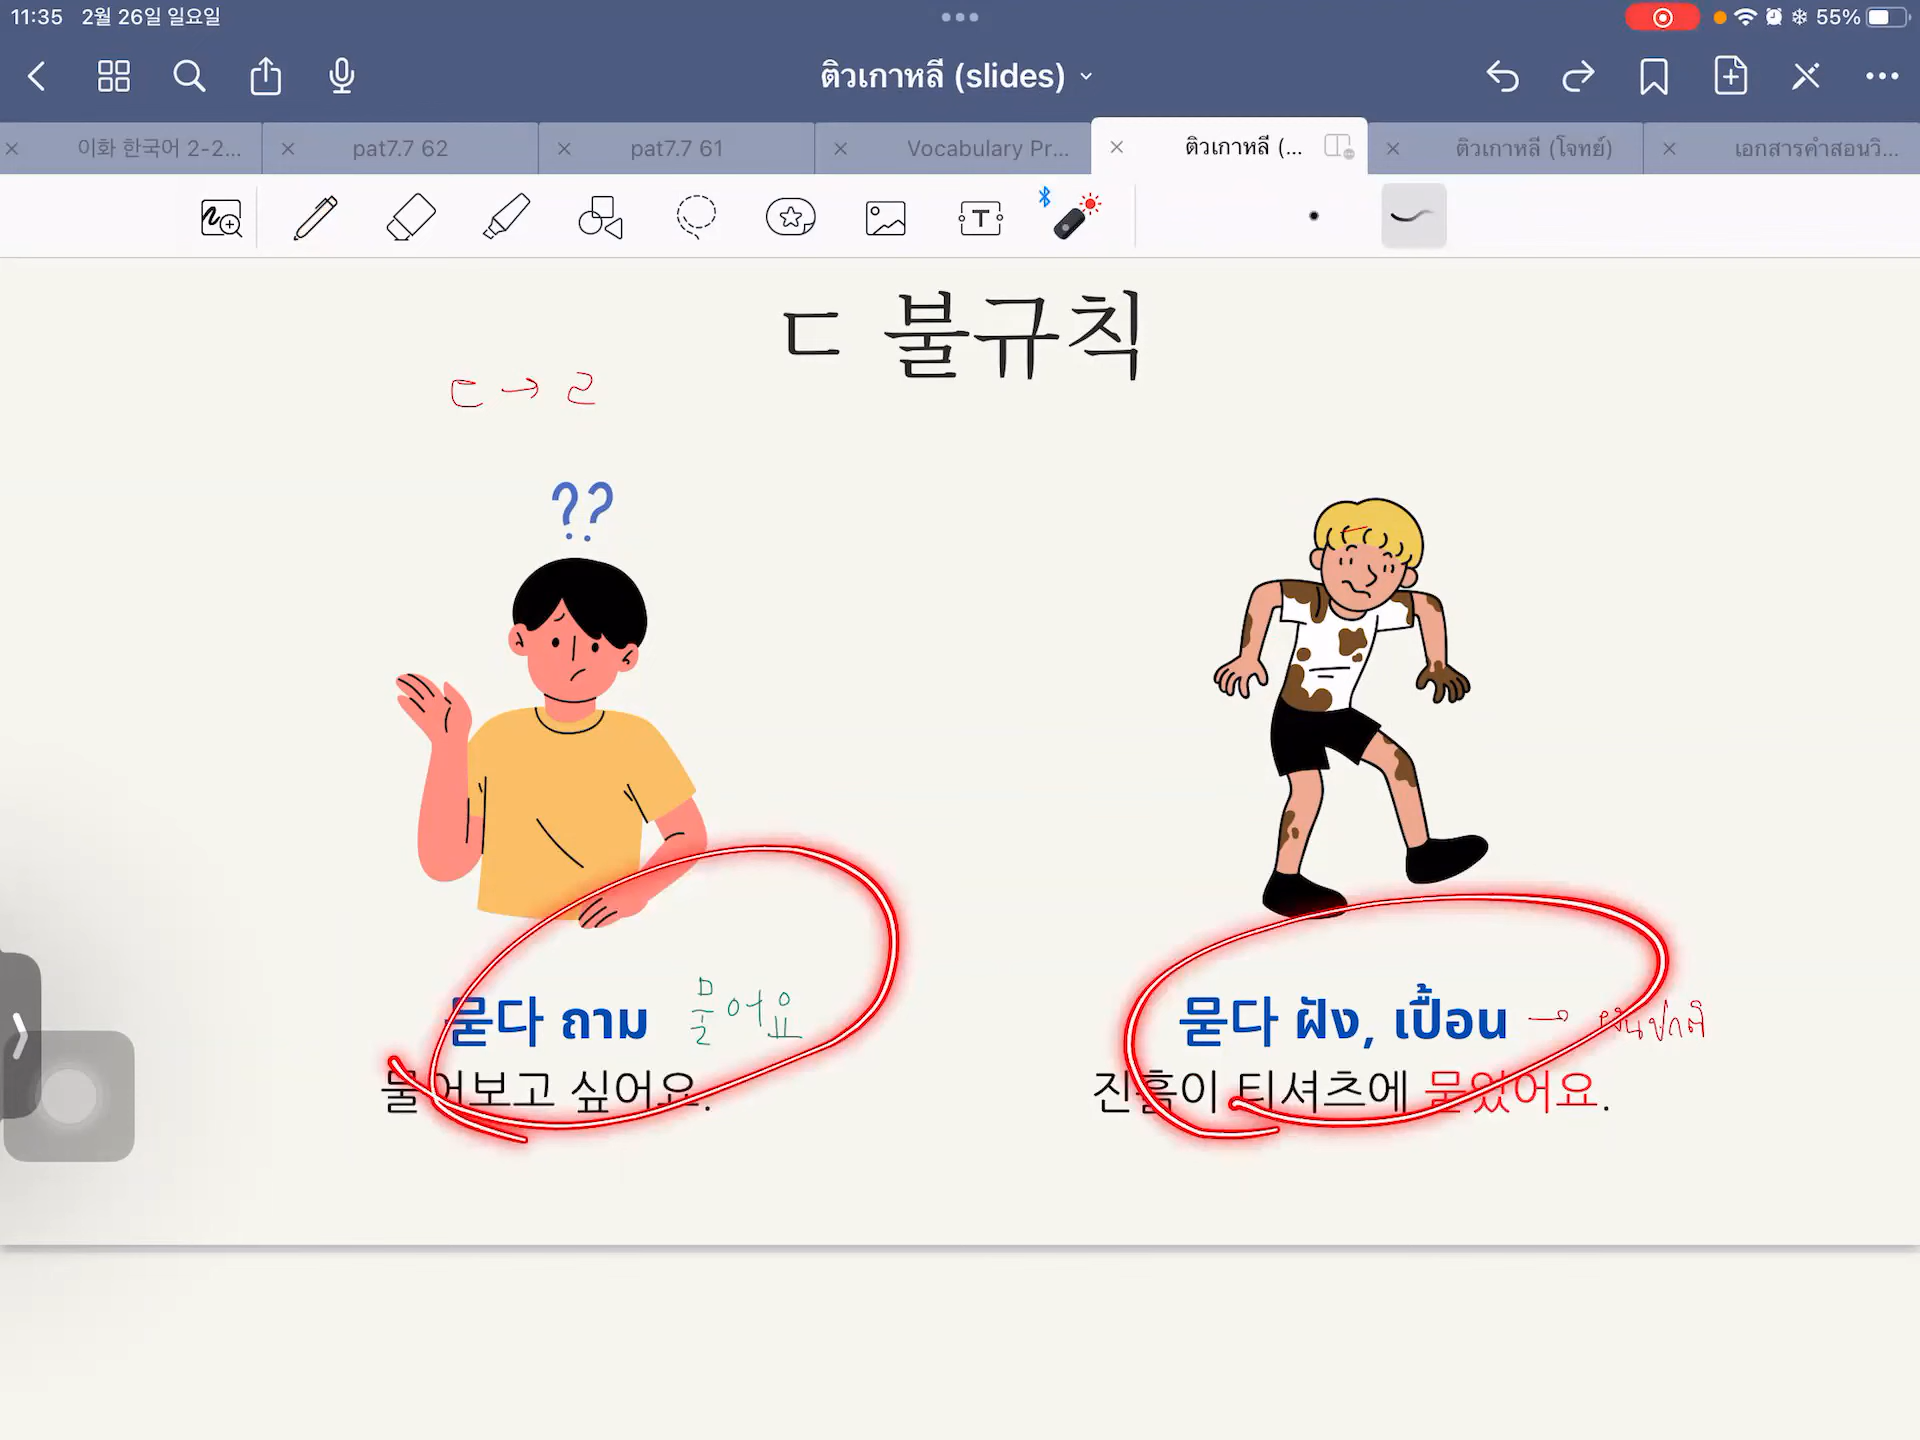 11:35 2월 26일 일요일
55%
ติวเกาหลี (slides)
이화 한국어 2-2...
pat7.7 62
pat7.7 61
Vocabulary Pr...
ติวเกาหลี (...
ติวเกาหลี (โจทย์)
เอกสารคำสอนวิ...
T
ㄷ 불규칙
ㄷ → ㄹ
??
묻다 ถาม 물어요
물어보고 싶어요.
묻다 ฝัง, เปื้อน →
진흙이 티셔츠에 묻었어요.